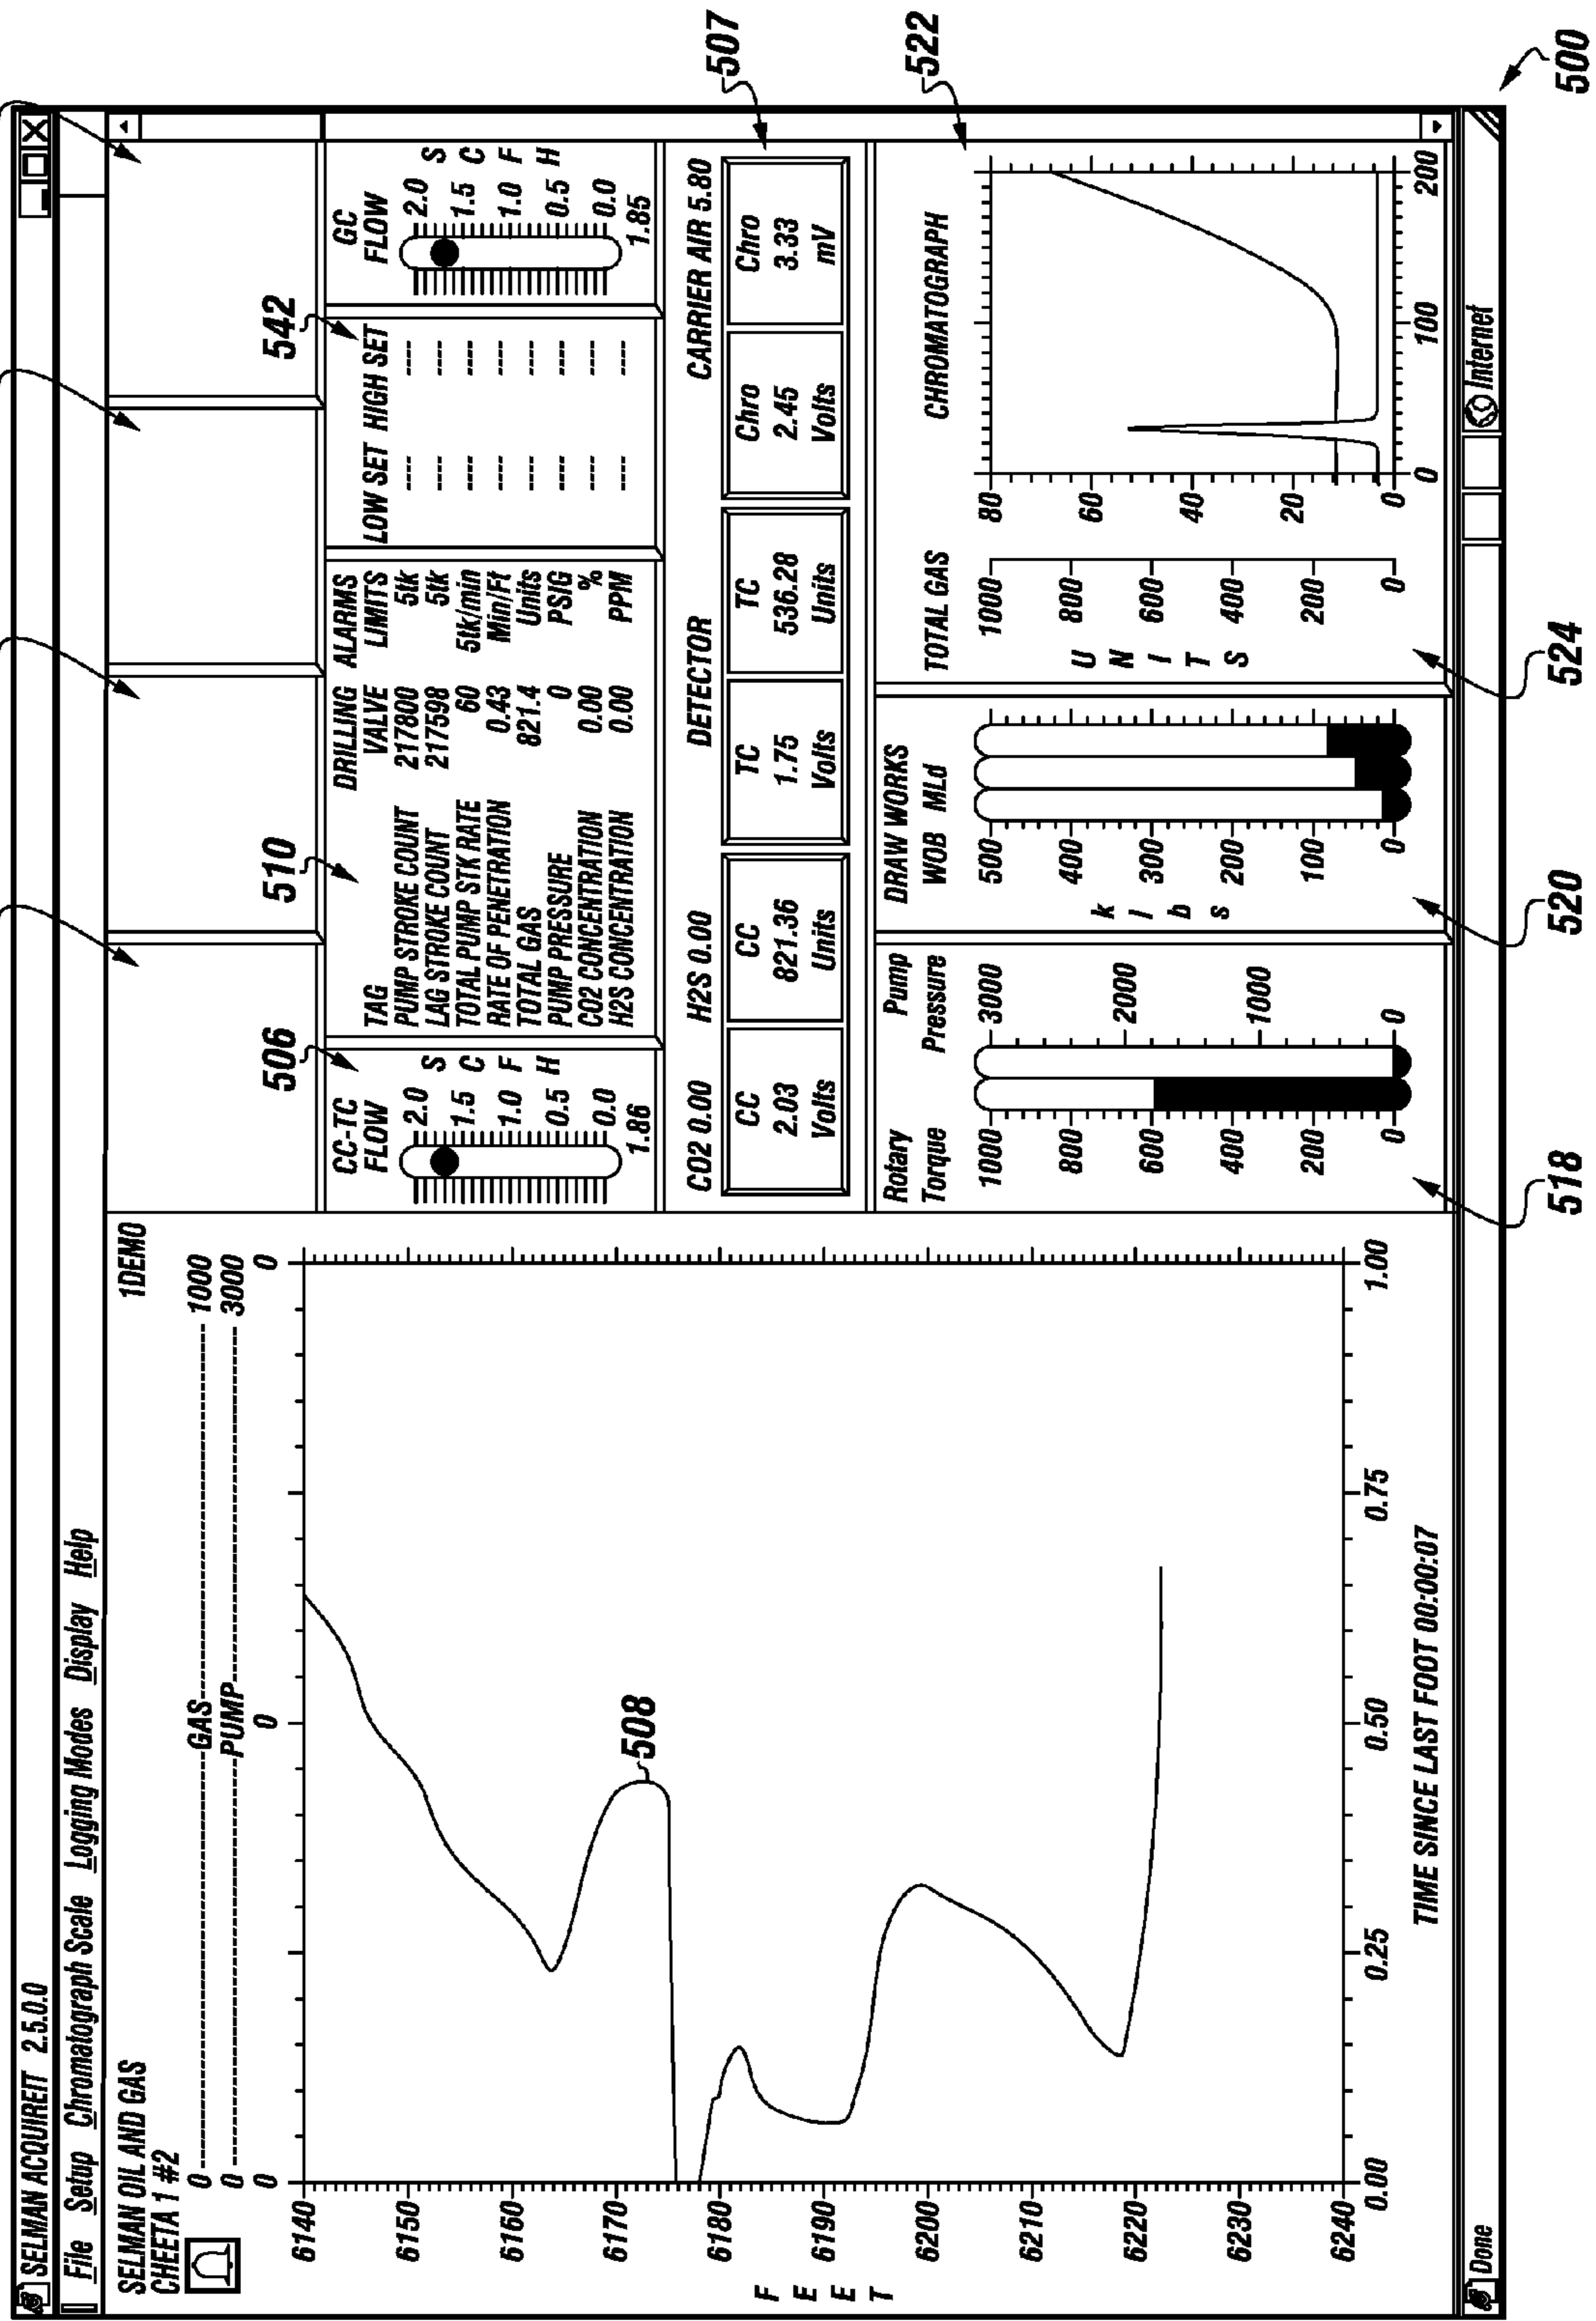 SELMAN ACQUIREIT 2.5.0.0
File Setup Chromatograph Scale Logging Modes Display Help
SELMAN OIL AND GAS
1DEMO
CHEETA 1 #2
0 GAS 1000
0 PUMP 3000
0 0 0
6140
6150
6160
6170
6180
6190
6200
6210
6220
6230
6240
FEET
508
0.00 0.25 0.50 0.75 1.00
TIME SINCE LAST FOOT 00:00:07
506
510
542
CC-TC
FLOW
2.0
1.5
1.0
0.5
0.0
SCFH
1.86
DRILLING ALARMS
TAG VALVE LIMITS
PUMP STROKE COUNT 217800 5tk
LAG STROKE COUNT 217598 5tk
TOTAL PUMP STK RATE 60 5tk/min
RATE OF PENETRATION 0.43 Min/Ft
TOTAL GAS 821.4 Units
PUMP PRESSURE 0 PSIG
CO2 CONCENTRATION 0.00 %
H2S CONCENTRATION 0.00 PPM
LOW SET HIGH SET
---- ----
---- ----
---- ----
---- ----
---- ----
---- ----
---- ----
---- ----
GC
FLOW
2.0
1.5
1.0
0.5
0.0
SCFH
1.85
CO2 0.00 H2S 0.00 DETECTOR CARRIER AIR 5.80
507
CC CC TC TC Chro Chro
2.03 821.36 1.75 536.28 2.45 3.33
Volts Units Volts Units Volts mV
Rotary Pump
Torque Pressure
1000 3000
800
2000
600
400
1000
200
0 0
518
DRAW WORKS
WOB MLd
500
400
300
200
100
0
klbs
520
TOTAL GAS
1000
800
600
400
200
0
UNITS
524
CHROMATOGRAPH
522
80
60
40
20
0
0 100 200
Done
Internet
500